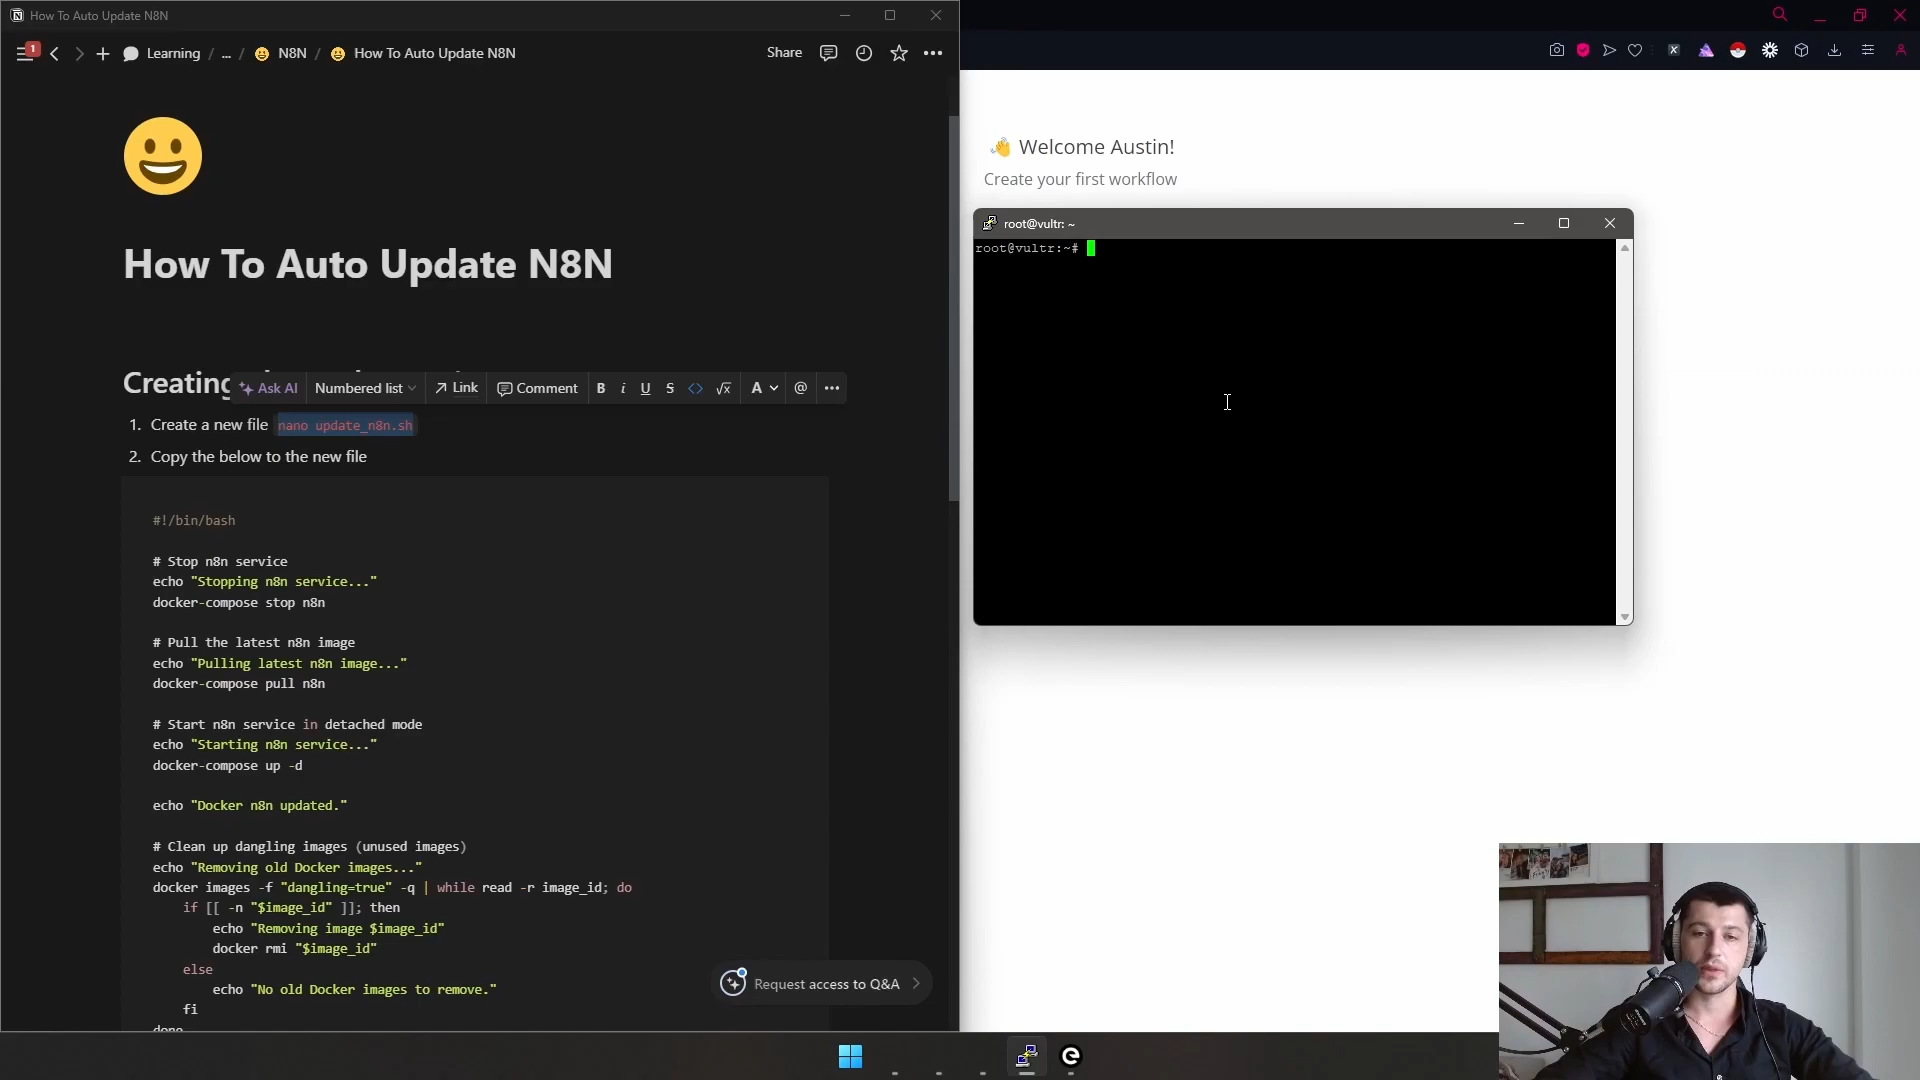 How To Auto Update N8N
1
Learning / ... / N8N / How To Auto Update N8N
Share
How To Auto Update N8N
Creating
Ask AI
Numbered list
Link
Comment
B i U S √x A @
1. Create a new file nano update_n8n.sh
2. Copy the below to the new file
#!/bin/bash
# Stop n8n service
echo "Stopping n8n service..."
docker-compose stop n8n
# Pull the latest n8n image
echo "Pulling latest n8n image..."
docker-compose pull n8n
# Start n8n service in detached mode
echo "Starting n8n service..."
docker-compose up -d
echo "Docker n8n updated."
# Clean up dangling images (unused images)
echo "Removing old Docker images..."
docker images -f "dangling=true" -q | while read -r image_id; do
if [[ -n "$image_id" ]]; then
echo "Removing image $image_id"
docker rmi "$image_id"
else
echo "No old Docker images to remove."
fi
done
Request access to Q&A
Welcome Austin!
Create your first workflow
root@vultr: ~
root@vultr:~#